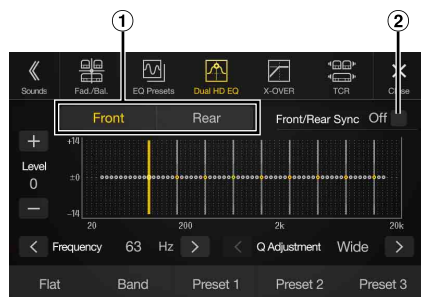 1 2
Sounds Fad./Bal. EQ Presets Dual HD EQ X-OVER TCR Close
Front Rear Front/Rear Sync Off
+14
Level
0 ±0
-14
20 200 2k 20k
Frequency 63 Hz Q Adjustment Wide
Flat Band Preset 1 Preset 2 Preset 3